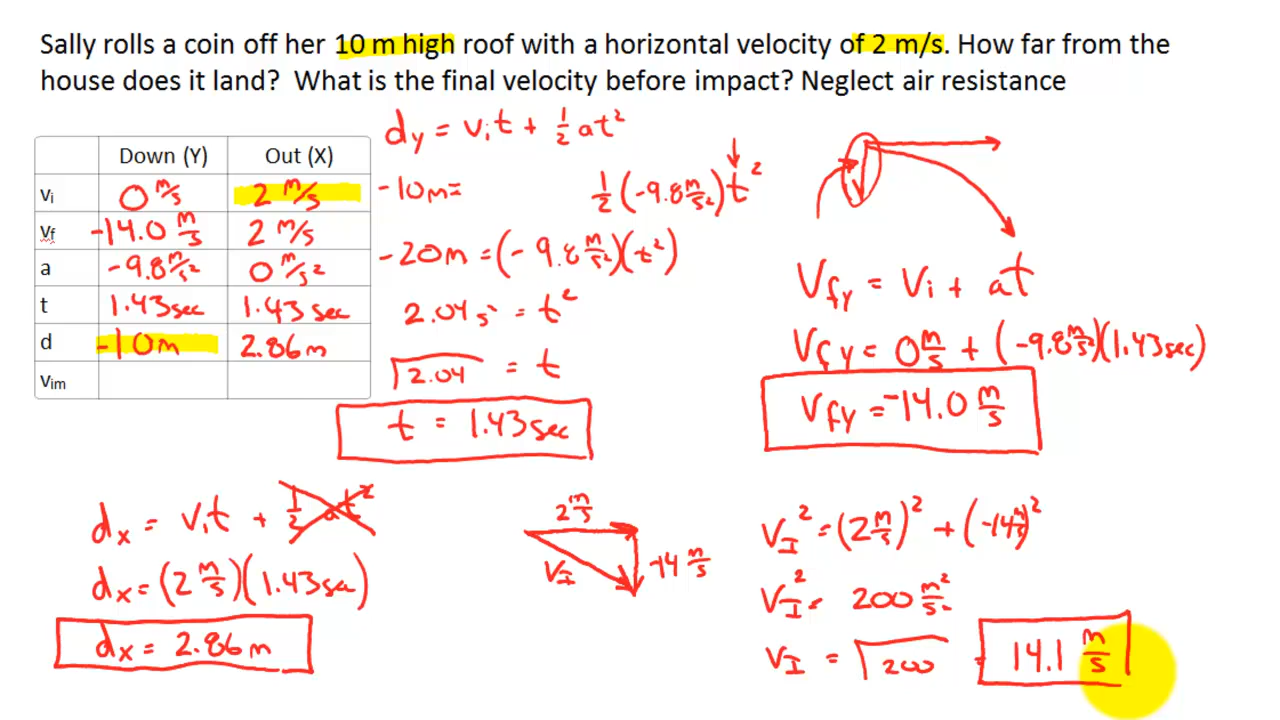 Sally rolls a coin off her 10 m high roof with a horizontal velocity of 2 m/s. How far from the
house does it land? What is the final velocity before impact? Neglect air resistance
Down (Y) Out (X)
vi 0 m/s 2 m/s
vf -14.0 m/s 2 m/s
a -9.8 m/s² 0 m/s²
t 1.43 sec 1.43 sec
d -10m 2.86m
vim
dy = vit + 1/2 at²
-10m = 1/2 (-9.8 m/s²) t²
-20m = (-9.8 m/s²)(t²)
2.04 s² = t²
√2.04 = t
t = 1.43 sec
Vfy = Vi + at
Vfy = 0 m/s + (-9.8 m/s²)(1.43 sec)
Vfy = -14.0 m/s
dx = vit + 1/2 at²
dx = (2 m/s)(1.43 sec)
dx = 2.86 m
2 m/s
VI
-14 m/s
VI² = (2 m/s)² + (-14 m/s)²
VI² = 200 m²/s²
VI = √200 = 14.1 m/s